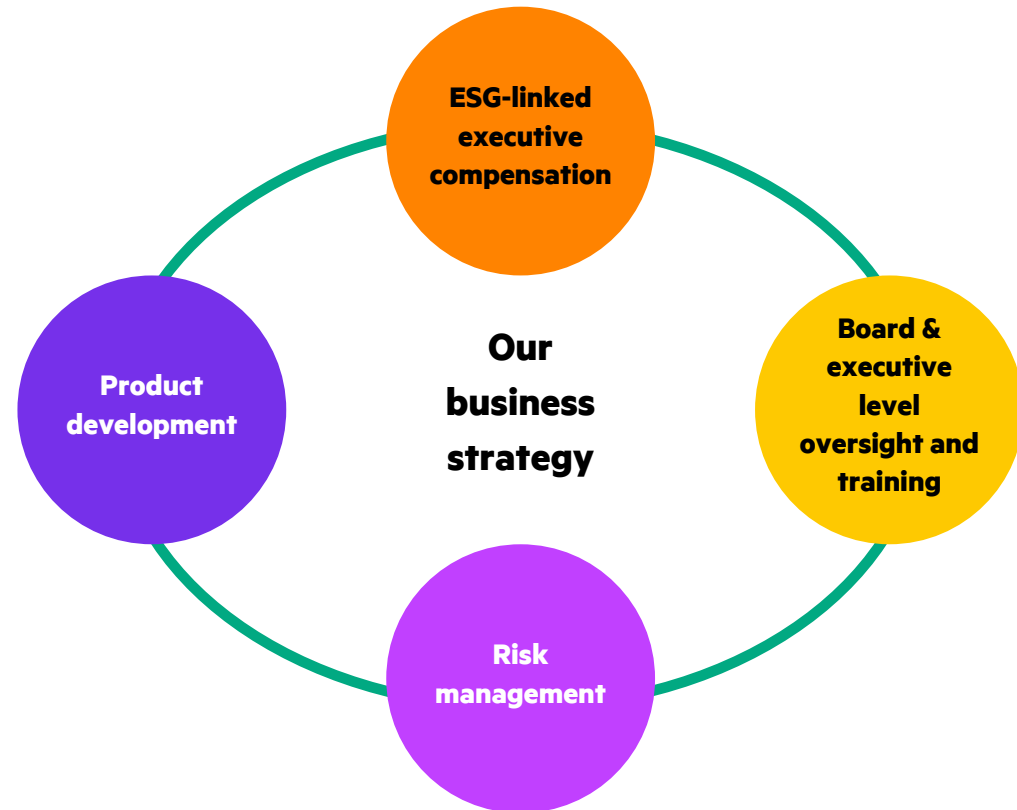 ESG-linked
executive
compensation
Product
development
Our
business
strategy
Board &
executive
level
oversight and
training
Risk
management